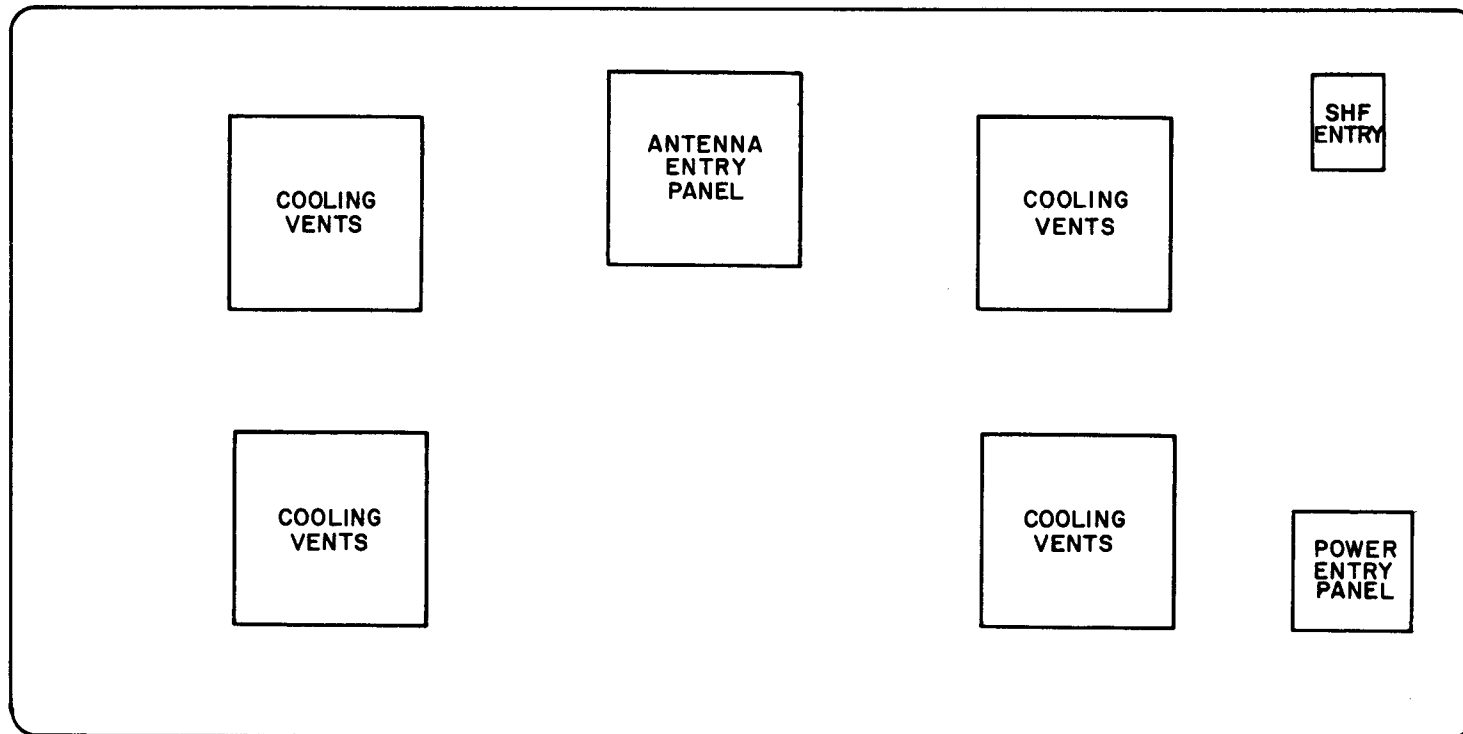 SHF
ENTRY
ANTENNA
ENTRY
PANEL
COOLING
VENTS
COOLING
VENTS
COOLING
VENTS
COOLING
VENTS
POWER
ENTRY
PANEL